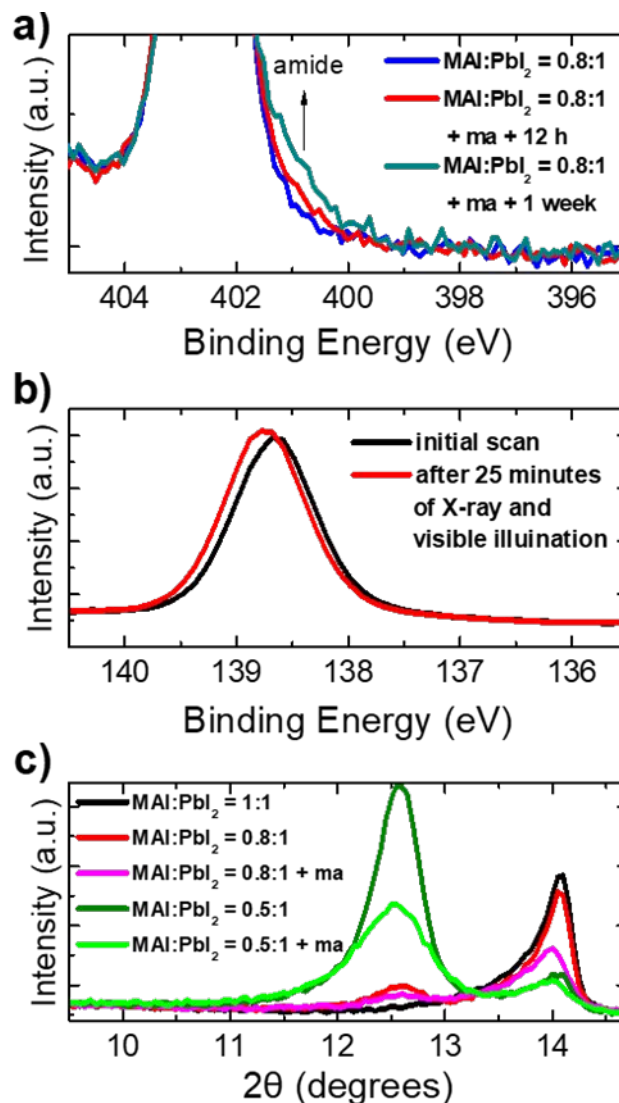 a)
Intensity (a.u.)
amide
MAI:PbI₂ = 0.8:1
MAI:PbI₂ = 0.8:1
+ ma + 12 h
MAI:PbI₂ = 0.8:1
+ ma + 1 week
404 402 400 398 396
Binding Energy (eV)
b)
Intensity (a.u.)
initial scan
after 25 minutes
of X-ray and
visible illuination
140 139 138 137 136
Binding Energy (eV)
c)
Intensity (a.u.)
MAI:PbI₂ = 1:1
MAI:PbI₂ = 0.8:1
MAI:PbI₂ = 0.8:1 + ma
MAI:PbI₂ = 0.5:1
MAI:PbI₂ = 0.5:1 + ma
10 11 12 13 14
2θ (degrees)